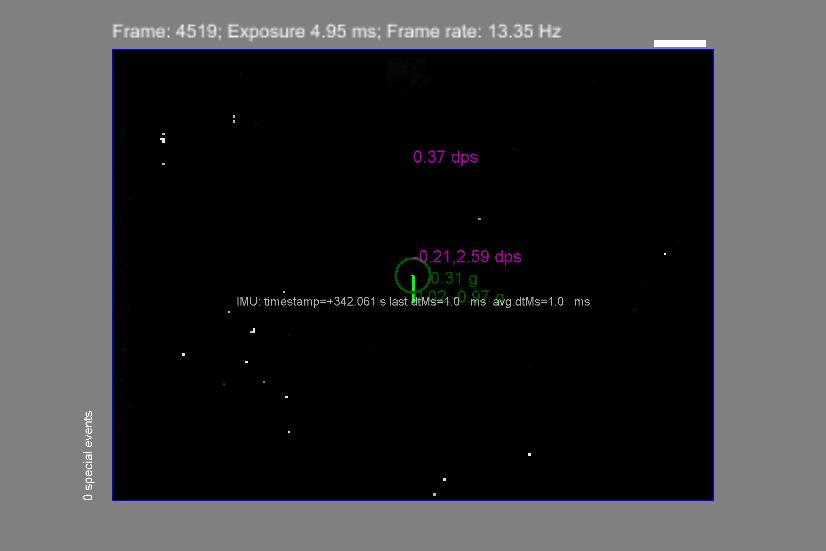 Frame: 4519; Exposure 4.95 ms; Frame rate: 13.35 Hz
0.37 dps
-0.21,2.59 dps
0.31 g
0.97 g
IMU: timestamp=+342.061 s last dtMs=1.0 ms avg dtMs=1.0 ms
0 special events